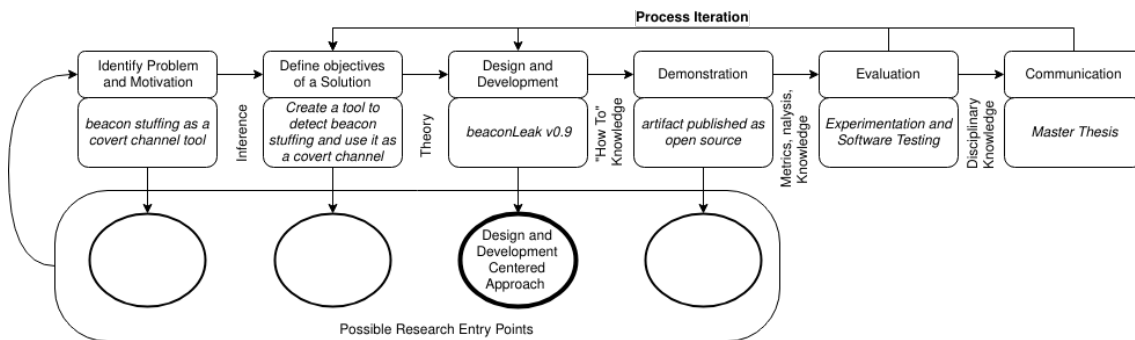 Process Iteration
Identify Problem
and Motivation
beacon stuffing as a
covert channel tool
Inference
Define objectives
of a Solution
Create a tool to
detect beacon
stuffing and use it as
a covert channel
Theory
Design and
Development
beaconLeak v0.9
"How To"
Knowledge
Demonstration
artifact published as
open source
Metrics, nalysis,
Knowledge
Evaluation
Experimentation and
Software Testing
Disciplinary
Knowledge
Communication
Master Thesis
Design and
Development
Centered
Approach
Possible Research Entry Points